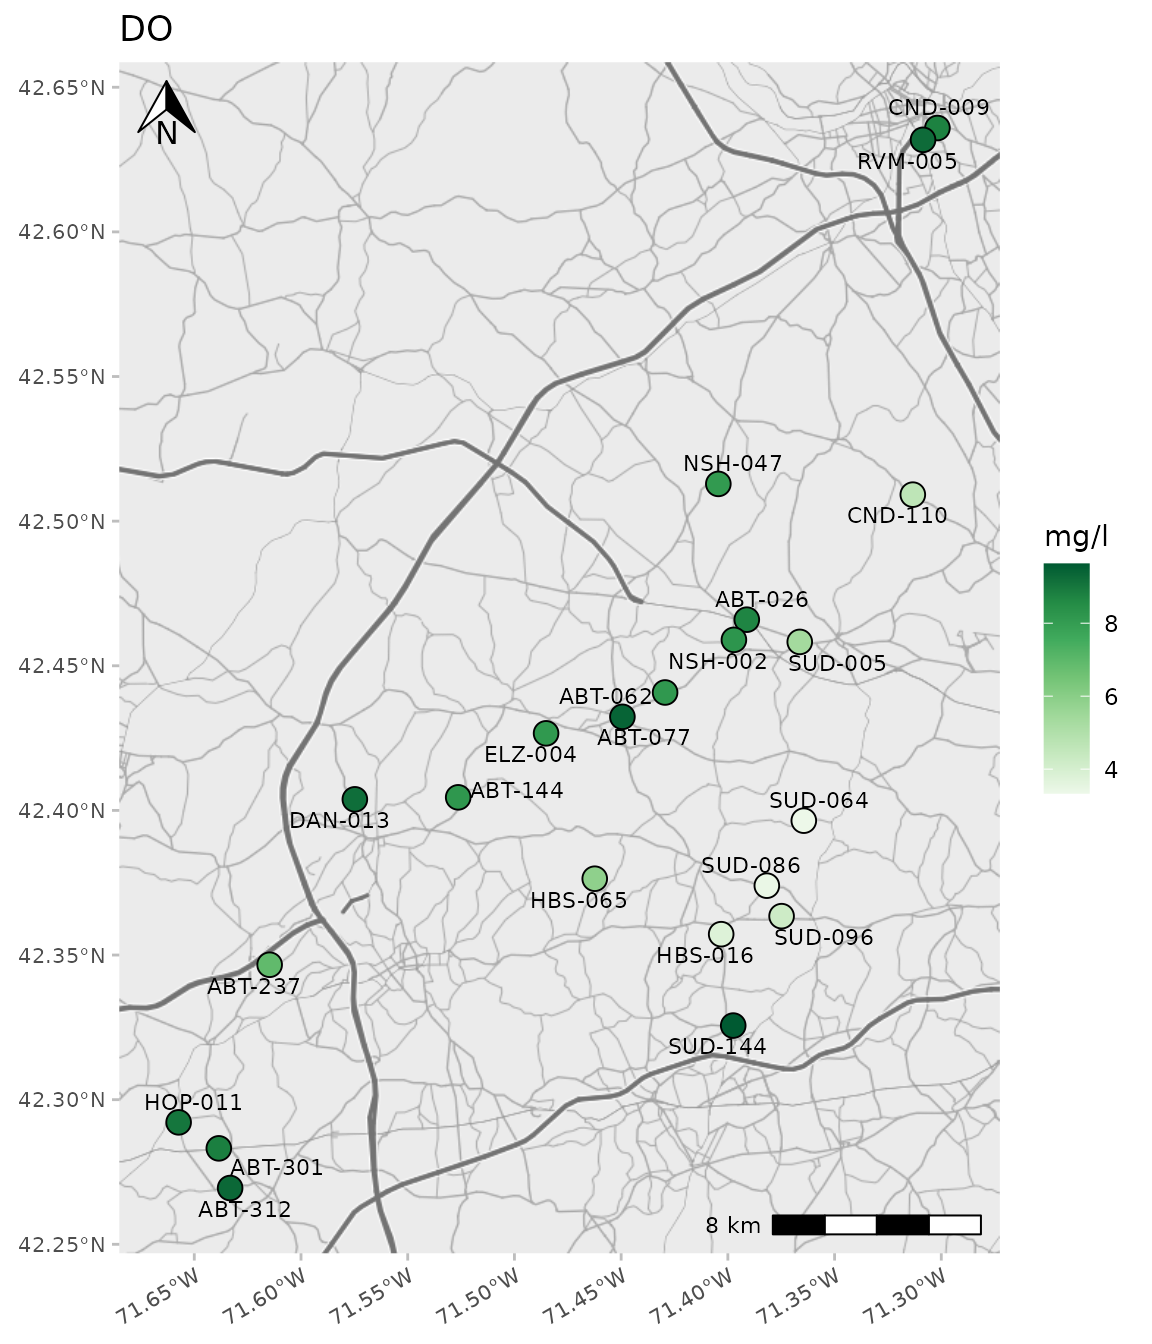 DO
42.65°N
42.60°N
42.55°N
42.50°N
42.45°N
42.40°N
42.35°N
42.30°N
42.25°N
N
CND-009
RVM-005
NSH-047
CND-110
ABT-026
NSH-002
SUD-005
ABT-062
ABT-077
ELZ-004
ABT-144
DAN-013
SUD-064
SUD-086
HBS-065
SUD-096
HBS-016
ABT-237
SUD-144
HOP-011
ABT-301
ABT-312
8 km
71.65°W
71.60°W
71.55°W
71.50°W
71.45°W
71.40°W
71.35°W
71.30°W
mg/l
8
6
4